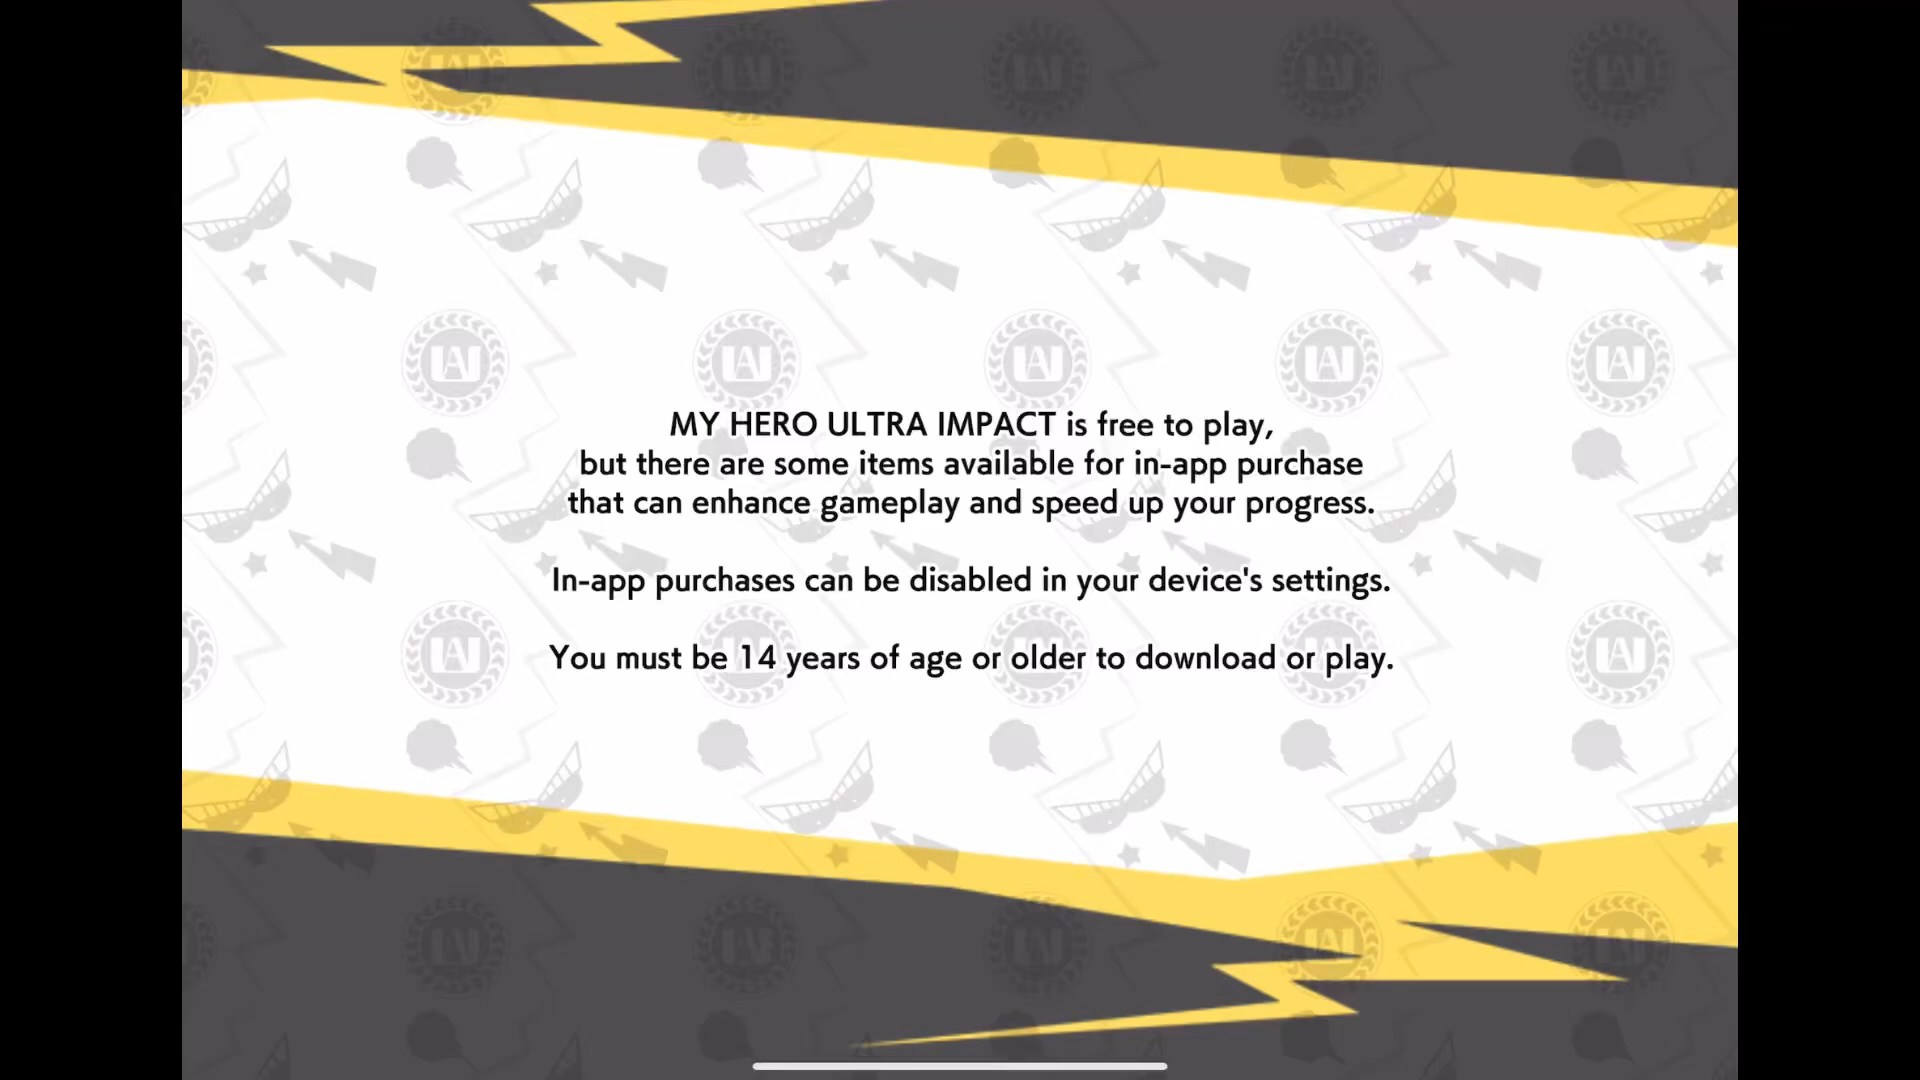 MY HERO ULTRA IMPACT is free to play,
but there are some items available for in-app purchase
that can enhance gameplay and speed up your progress.
In-app purchases can be disabled in your device's settings.
You must be 14 years of age or older to download or play.